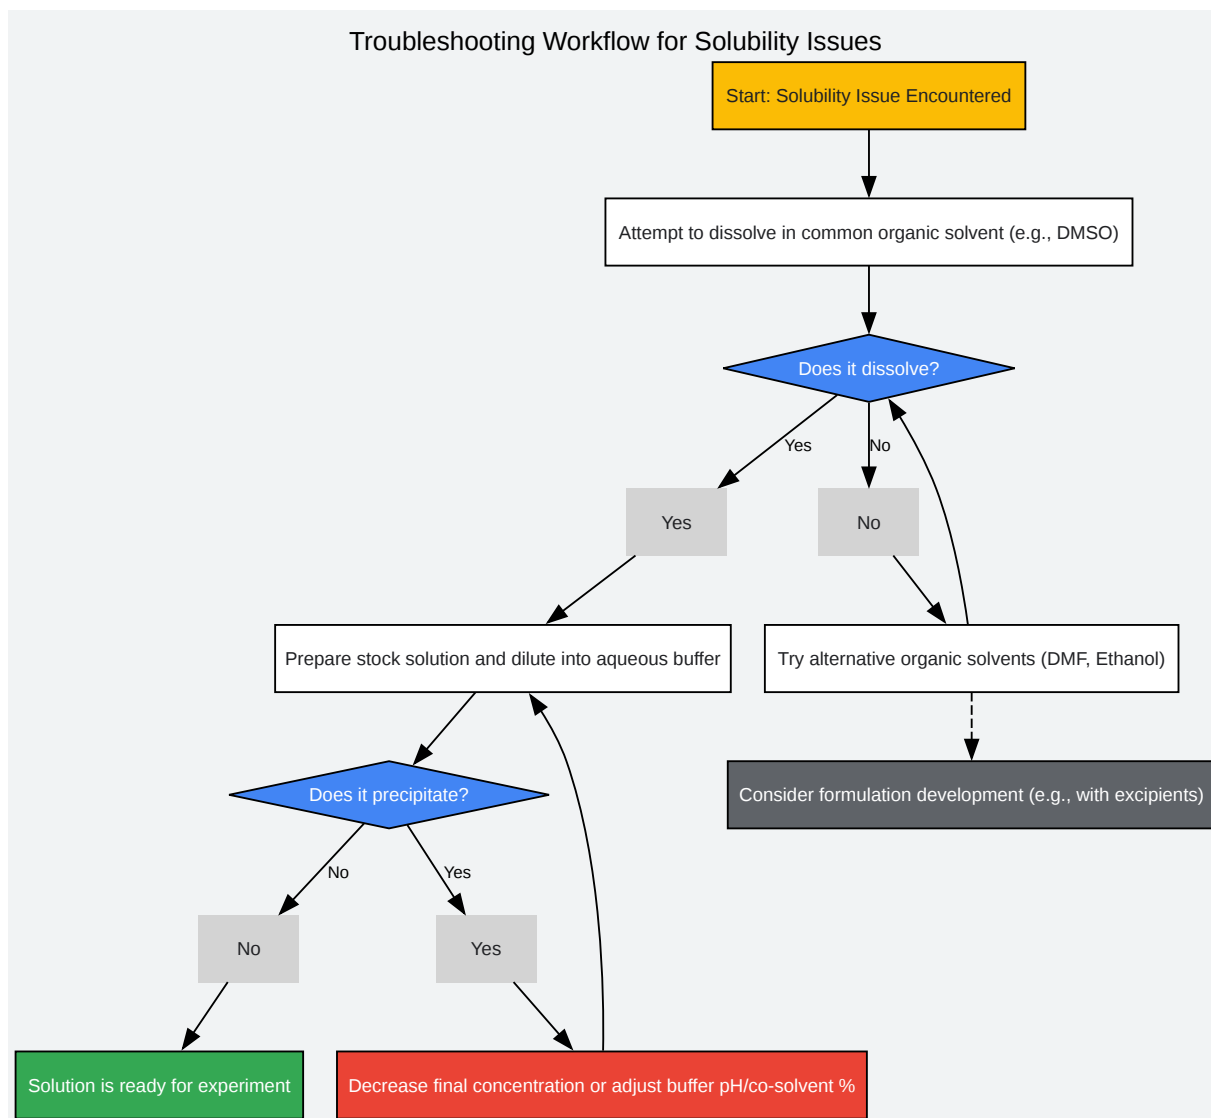 Troubleshooting Workflow for Solubility Issues
Start: Solubility Issue Encountered
Attempt to dissolve in common organic solvent (e.g., DMSO)
Does it dissolve?
Yes
No
Yes
No
Prepare stock solution and dilute into aqueous buffer
Try alternative organic solvents (DMF, Ethanol)
Does it precipitate?
Consider formulation development (e.g., with excipients)
No
Yes
No
Yes
Solution is ready for experiment
Decrease final concentration or adjust buffer pH/co-solvent %